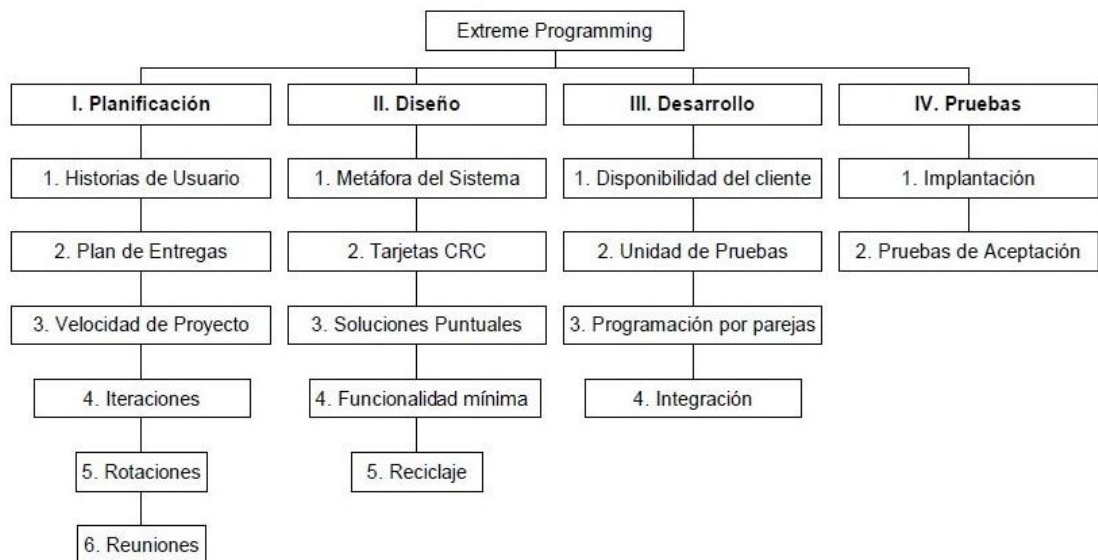 Extreme Programming
I. Planificación
1. Historias de Usuario
2. Plan de Entregas
3. Velocidad de Proyecto
4. Iteraciones
5. Rotaciones
6. Reuniones
II. Diseño
1. Metáfora del Sistema
2. Tarjetas CRC
3. Soluciones Puntuales
4. Funcionalidad mínima
5. Reciclaje
III. Desarrollo
1. Disponibilidad del cliente
2. Unidad de Pruebas
3. Programación por parejas
4. Integración
IV. Pruebas
1. Implantación
2. Pruebas de Aceptación